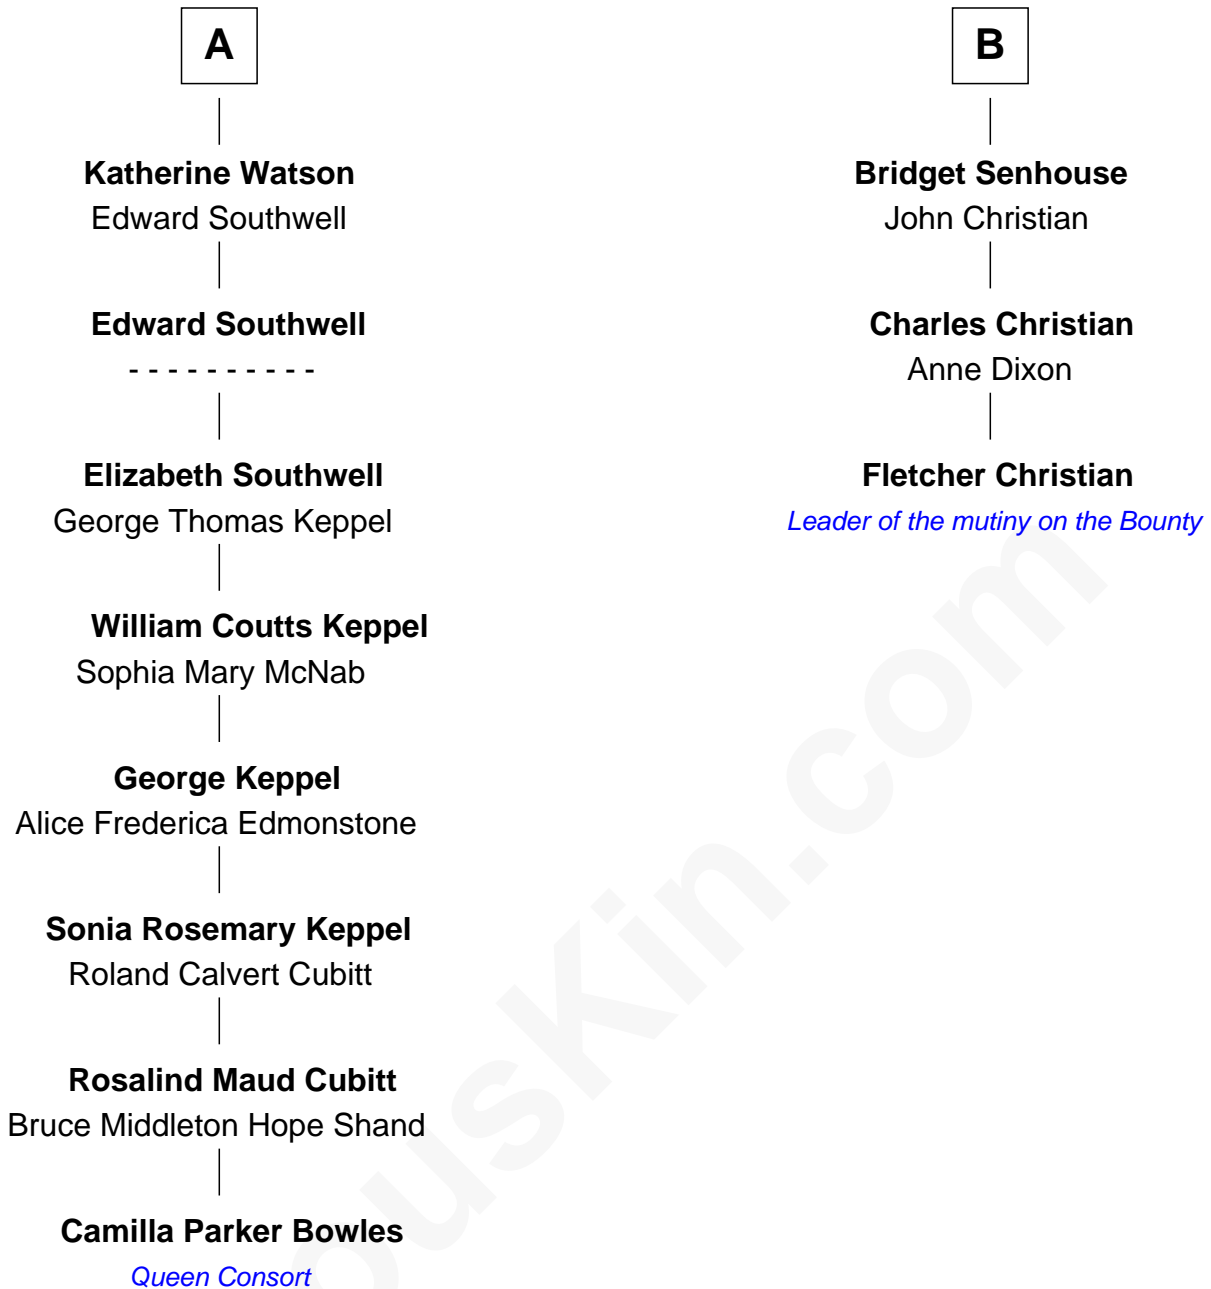 A
Katherine Watson
Edward Southwell
Edward Southwell
- - - - - - - - - -
Elizabeth Southwell
George Thomas Keppel
William Coutts Keppel
Sophia Mary McNab
George Keppel
Alice Frederica Edmonstone
Sonia Rosemary Keppel
Roland Calvert Cubitt
Rosalind Maud Cubitt
Bruce Middleton Hope Shand
Camilla Parker Bowles
Queen Consort
B
Bridget Senhouse
John Christian
Charles Christian
Anne Dixon
Fletcher Christian
Leader of the mutiny on the Bounty
ousKin.com